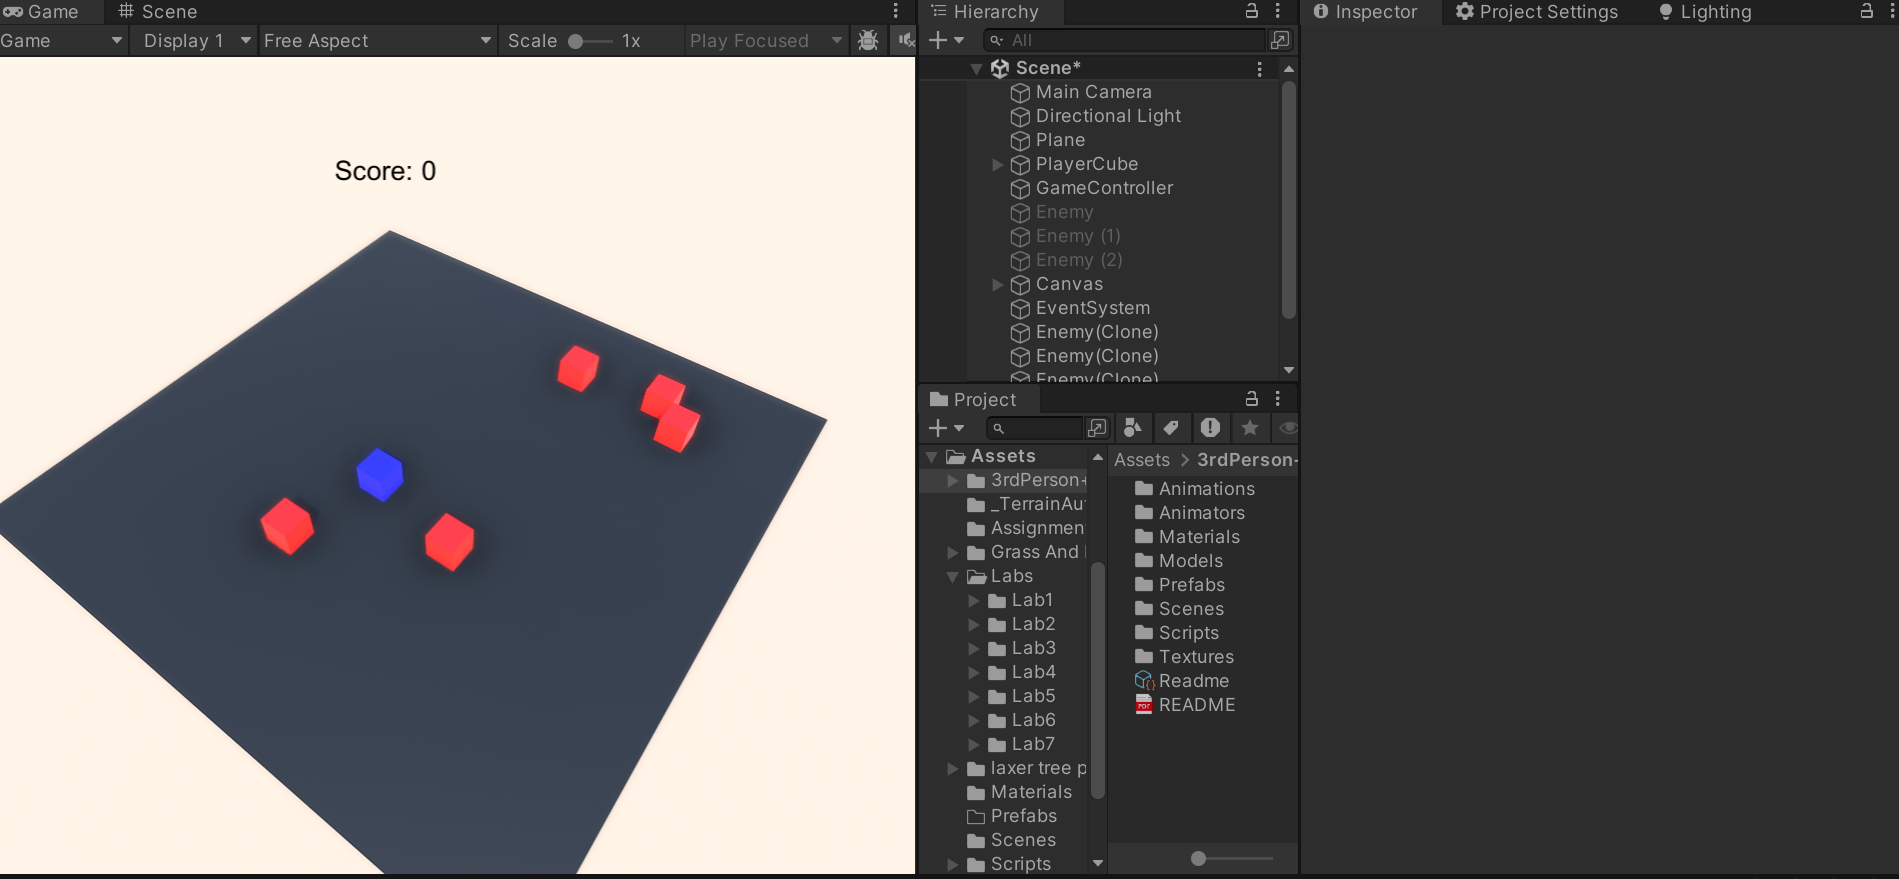 Game
Scene
Game
Display 1
Free Aspect
Scale
1x
Play Focused
Score: 0
Hierarchy
All
Scene*
Main Camera
Directional Light
Plane
PlayerCube
GameController
Enemy
Enemy (1)
Enemy (2)
Canvas
EventSystem
Enemy(Clone)
Enemy(Clone)
Enemy(Clone)
Project
Assets
3rdPerson+
_TerrainAu
Assignmen
Grass And
Labs
Lab1
Lab2
Lab3
Lab4
Lab5
Lab6
Lab7
laxer tree p
Materials
Prefabs
Scenes
Scripts
Assets > 3rdPerson
Animations
Animators
Materials
Models
Prefabs
Scenes
Scripts
Textures
Readme
README
Inspector
Project Settings
Lighting